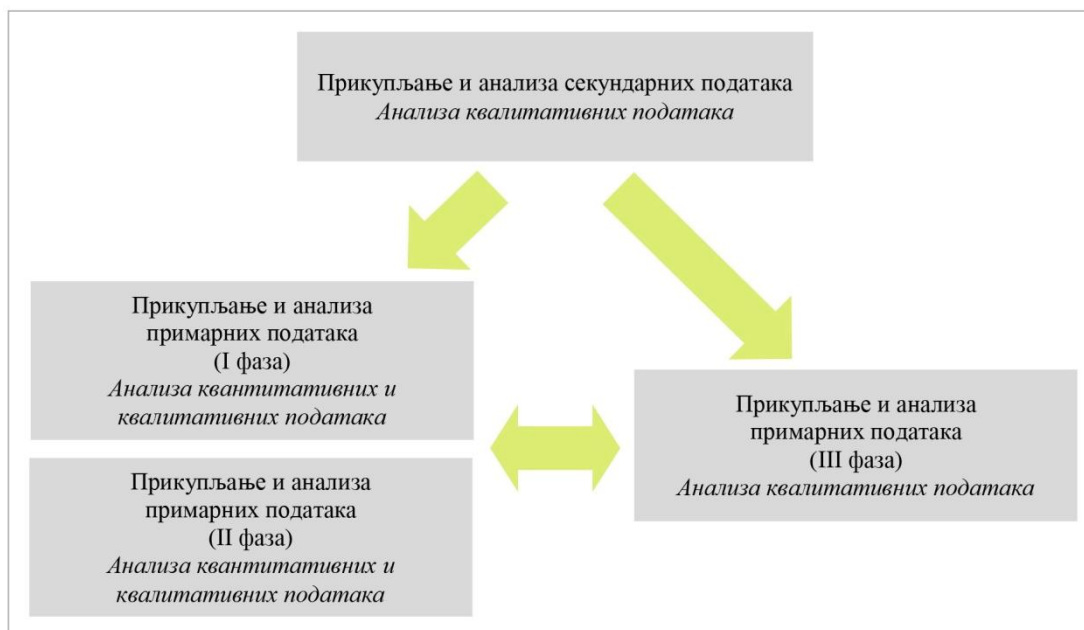 Прикупљање и анализа секундарних података
Анализа квалитативних података
Прикупљање и анализа
примарних података
(I фаза)
Анализа квантитативних и
квалитативних података
Прикупљање и анализа
примарних података
(II фаза)
Анализа квантитативних и
квалитативних података
Прикупљање и анализа
примарних података
(III фаза)
Анализа квалитативних података